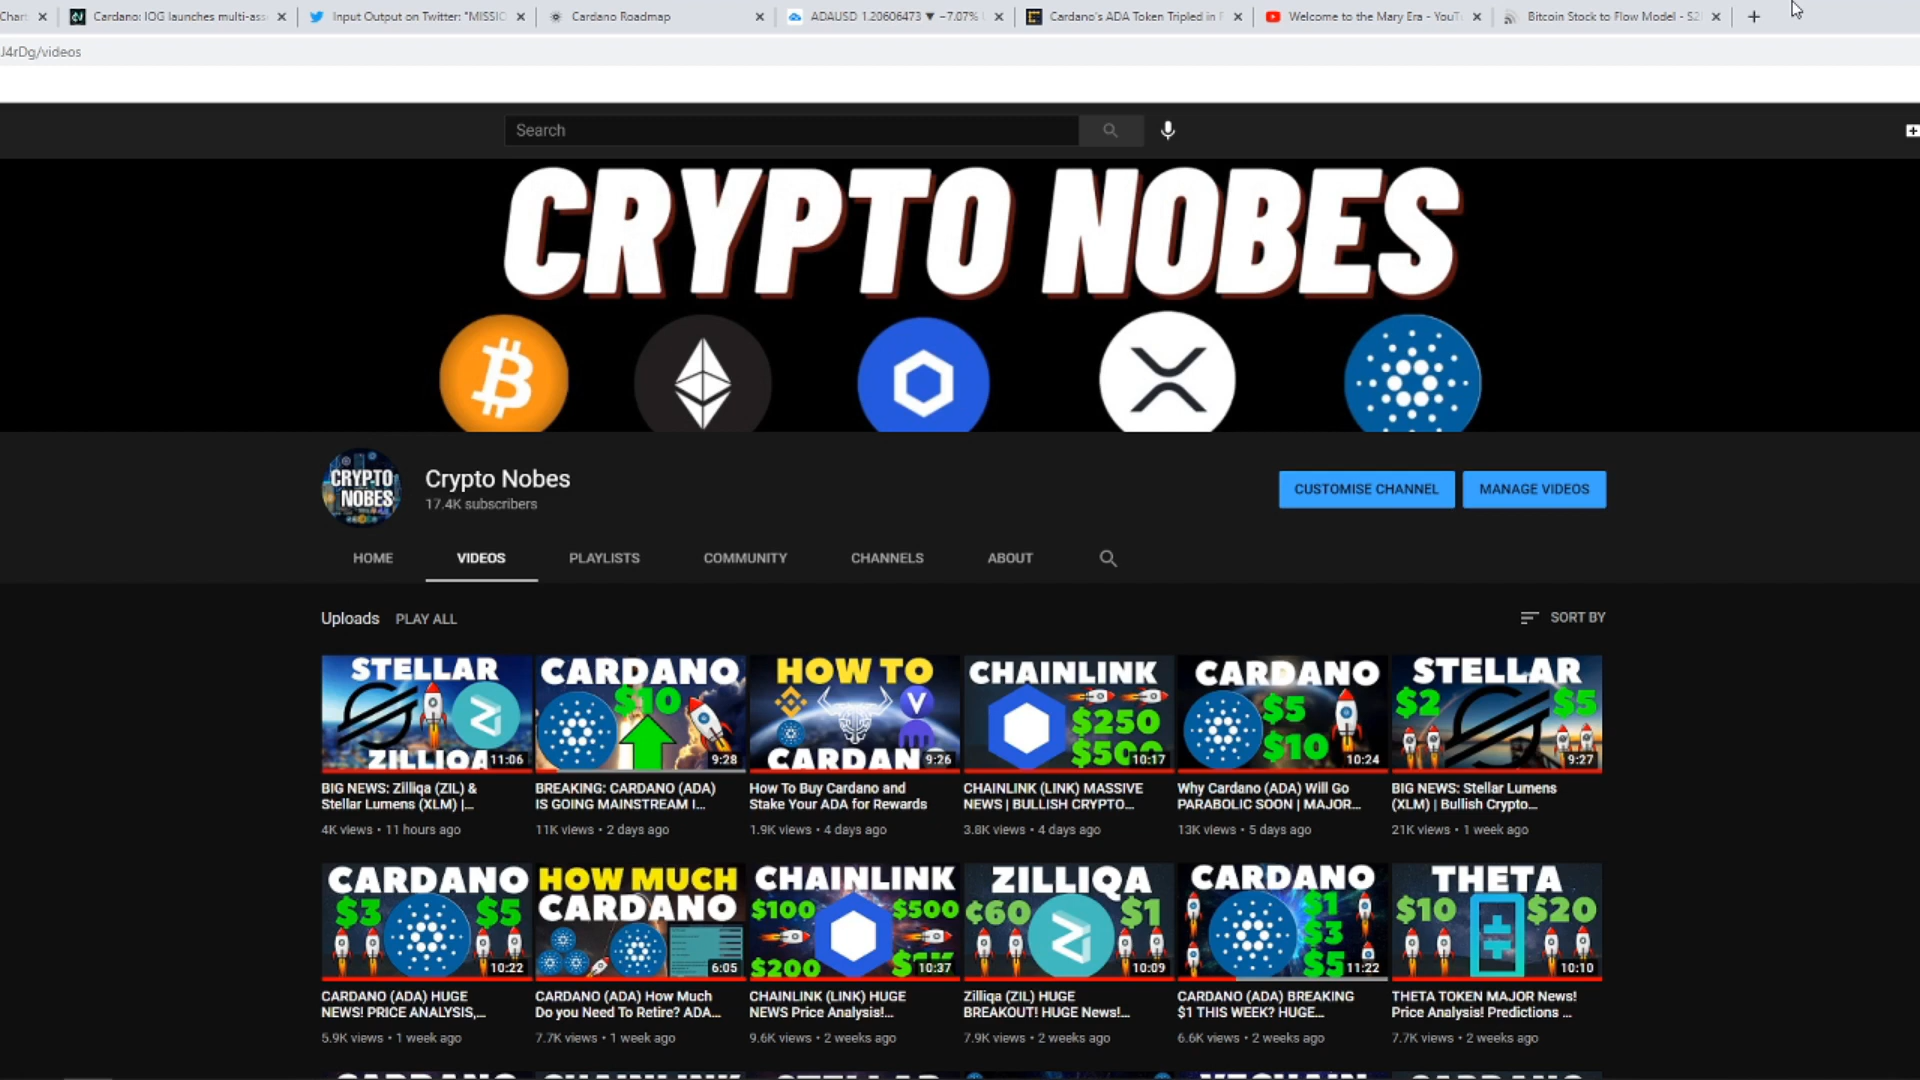 Chart
Cardano: IOG launches multi-ass
Input Output on Twitter: "MISSIO
Cardano Roadmap
ADAUSD 1.20606473 ▼ −7.07%
Cardano's ADA Token Tripled in F
Welcome to the Mary Era - YouT
Bitcoin Stock to Flow Model - S2
J4rDg/videos
Search
CRYPTO NOBES
CRYPTO
NOBES
Crypto Nobes
17.4K subscribers
CUSTOMISE CHANNEL
MANAGE VIDEOS
HOME
VIDEOS
PLAYLISTS
COMMUNITY
CHANNELS
ABOUT
Uploads
PLAY ALL
SORT BY
STELLAR
ZILLIQA
11:06
CARDANO
$10
9:28
HOW TO
CARDAN
9:26
CHAINLINK
$250
$500
10:17
CARDANO
$5
$10
10:24
STELLAR
$2
$5
9:27
BIG NEWS: Zilliqa (ZIL) &
Stellar Lumens (XLM) |...
4K views • 11 hours ago
BREAKING: CARDANO (ADA)
IS GOING MAINSTREAM I...
11K views • 2 days ago
How To Buy Cardano and
Stake Your ADA for Rewards
1.9K views • 4 days ago
CHAINLINK (LINK) MASSIVE
NEWS | BULLISH CRYPTO...
3.8K views • 4 days ago
Why Cardano (ADA) Will Go
PARABOLIC SOON | MAJOR...
13K views • 5 days ago
BIG NEWS: Stellar Lumens
(XLM) | Bullish Crypto...
21K views • 1 week ago
CARDANO
$3
$5
10:22
HOW MUCH
CARDANO
6:05
CHAINLINK
$100
$500
$200
10:37
ZILLIQA
¢60
$1
10:09
CARDANO
$1
$3
$5
11:22
THETA
$10
$20
10:10
CARDANO (ADA) HUGE
NEWS! PRICE ANALYSIS,...
5.9K views • 1 week ago
CARDANO (ADA) How Much
Do you Need To Retire? ADA...
7.7K views • 1 week ago
CHAINLINK (LINK) HUGE
NEWS Price Analysis!...
9.6K views • 2 weeks ago
Zilliqa (ZIL) HUGE
BREAKOUT! HUGE News!...
7.9K views • 2 weeks ago
CARDANO (ADA) BREAKING
$1 THIS WEEK? HUGE...
6.6K views • 2 weeks ago
THETA TOKEN MAJOR News!
Price Analysis! Predictions ...
7.7K views • 2 weeks ago